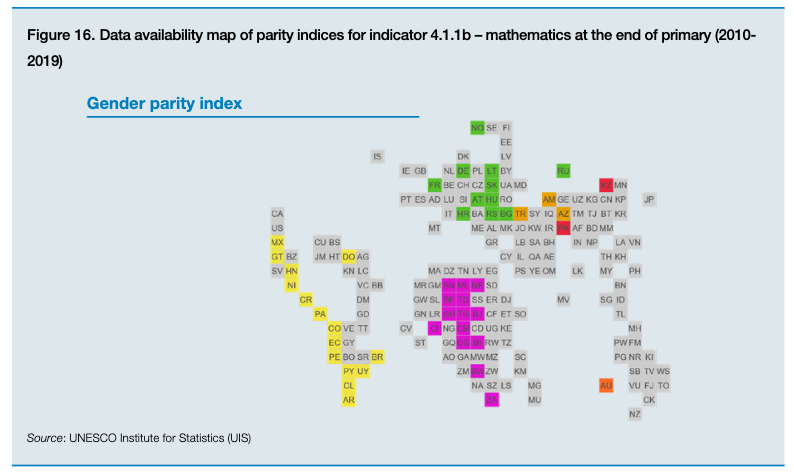 Figure 16. Data availability map of parity indices for indicator 4.1.1b – mathematics at the end of primary (2010-
2019)
Gender parity index
NO SE FI
EE
IS DK LV
IE GB NL DE PL LT BY RU
FR BE CH CZ SK UA MD MN
PT ES AD LU SI AT HU RO AM GE UZ KG CN KP JP
CA IT HR BA RS BG TR SY IQ AZ TM TJ BT KR
US MT ME AL MK JO KW IR AF BD MM
MX CU BS GR LB SA BH IN NP LA VN
GT BZ JM HT DO AG CY IL QA AE TH KH
SV HN KN LC MA DZ TN LY EG PS YE OM LK MY PH
NI VC BB MR GM SN ML NE SD BN
CR DM GW SL BF TD SS ER DJ MV SG ID
PA GD GN LR GH TG BJ CF ET SO TL
CO VE TT CV CI NG CM CD UG KE MH
EC GY ST GQ CG BI RW TZ PW FM
PE BO SR BR AO GA MW MZ SC PG NR KI
PY UY ZM ZW KM SB TV WS
CL NA SZ LS MG AU VU FJ TO
AR ZA MU CK
NZ
Source: UNESCO Institute for Statistics (UIS)